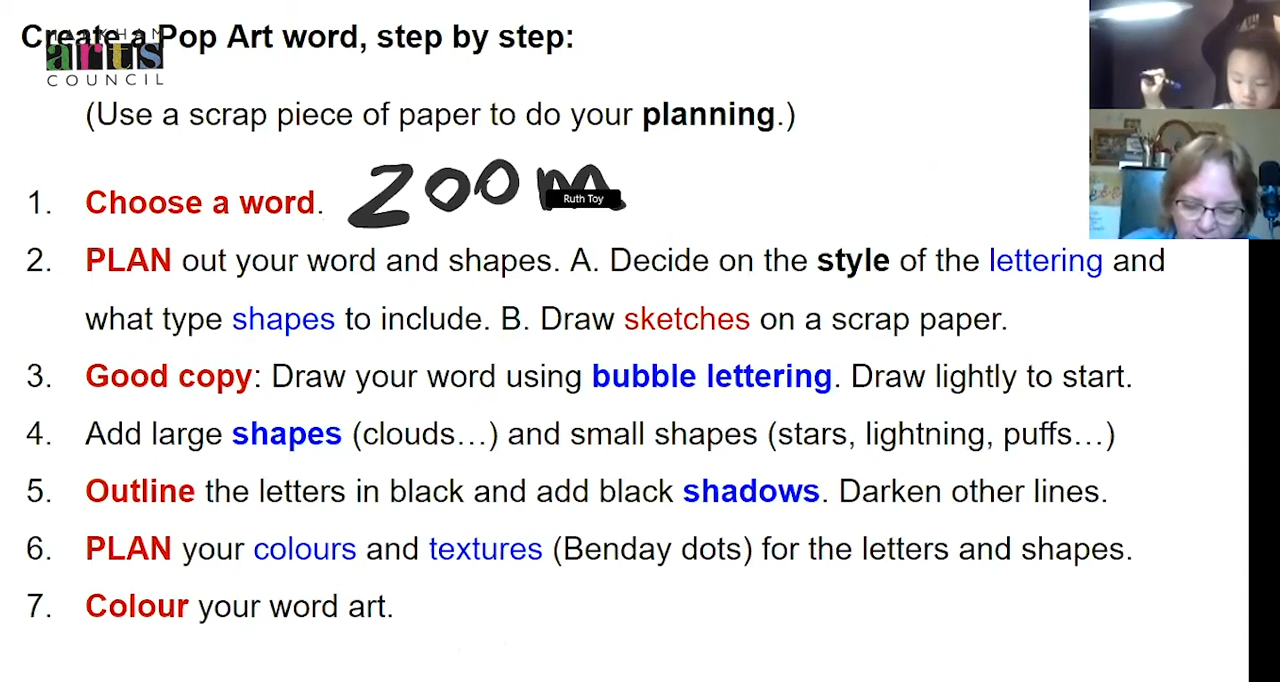 Create a Pop Art word, step by step:
MARKHAM
arts
COUNCIL
(Use a scrap piece of paper to do your planning.)
1. Choose a word. ZOOM
Ruth Toy
2. PLAN out your word and shapes. A. Decide on the style of the lettering and
what type shapes to include. B. Draw sketches on a scrap paper.
3. Good copy: Draw your word using bubble lettering. Draw lightly to start.
4. Add large shapes (clouds…) and small shapes (stars, lightning, puffs…)
5. Outline the letters in black and add black shadows. Darken other lines.
6. PLAN your colours and textures (Benday dots) for the letters and shapes.
7. Colour your word art.